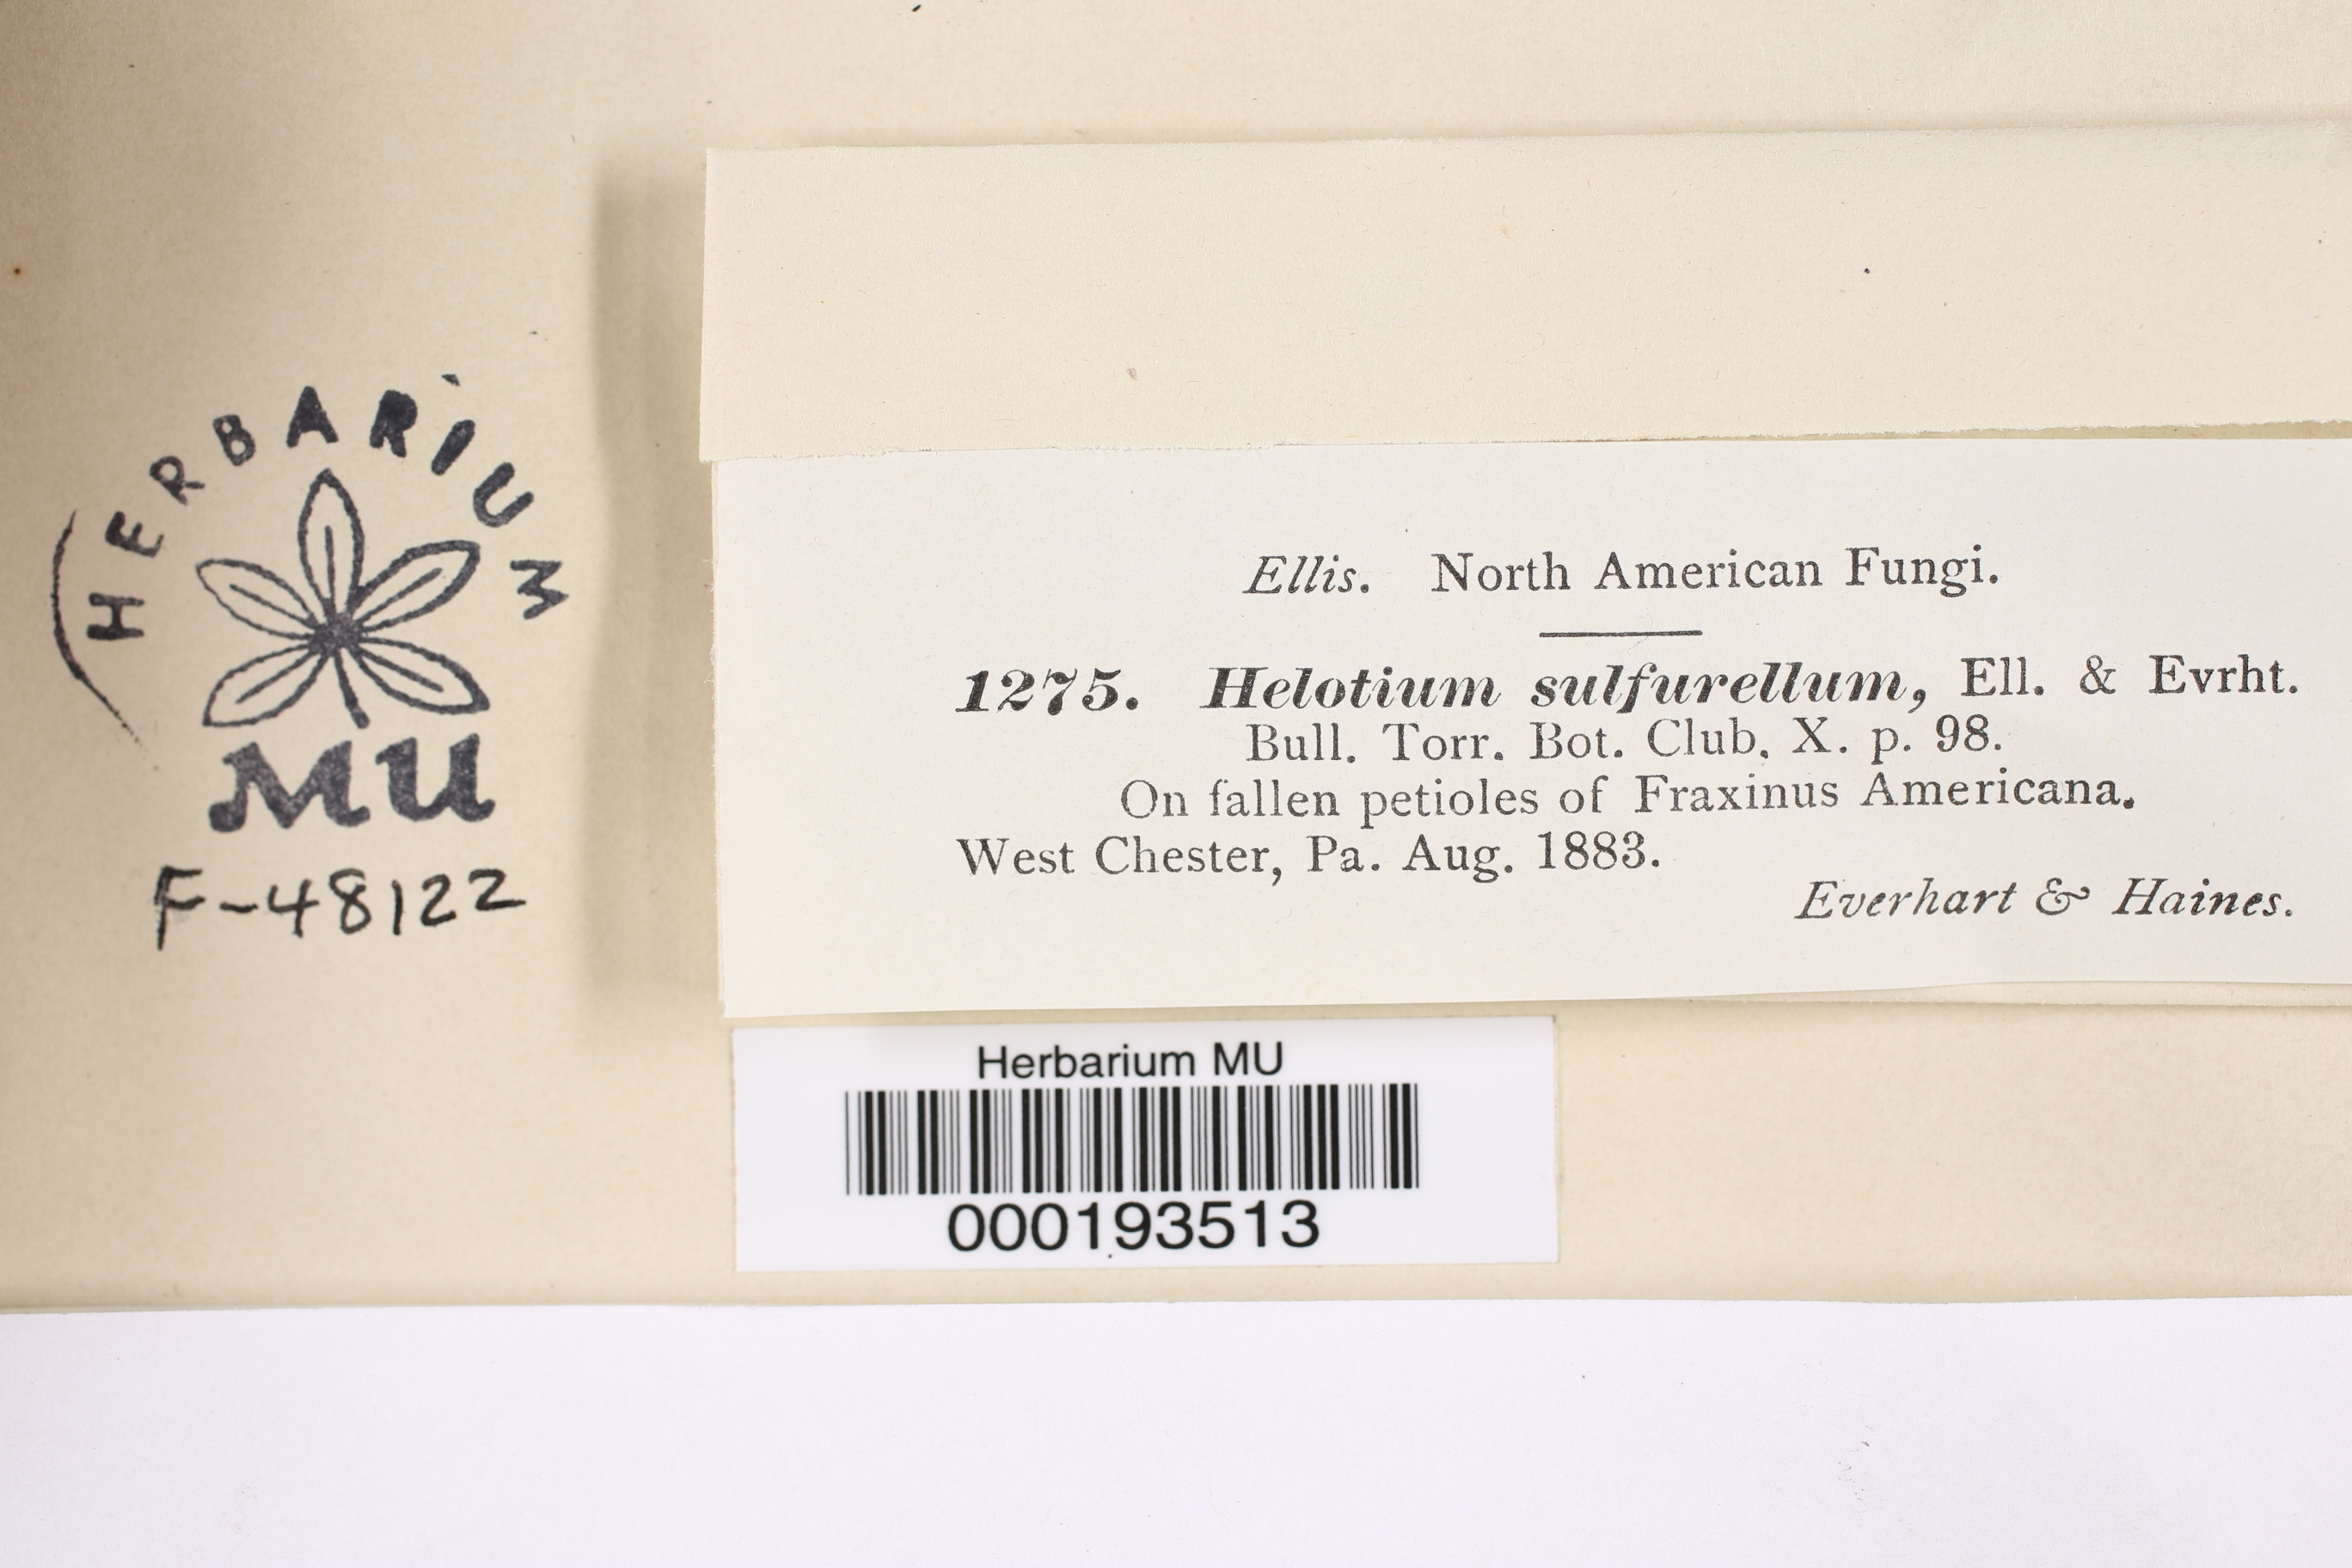 HERBARIUM
MU
F-48122
Ellis. North American Fungi.
1275. Helotium sulfurellum, Ell. & Evrht.
Bull. Torr. Bot. Club, X. p. 98.
On fallen petioles of Fraxinus Americana.
West Chester, Pa. Aug. 1883.
Everhart & Haines.
Herbarium MU
000193513